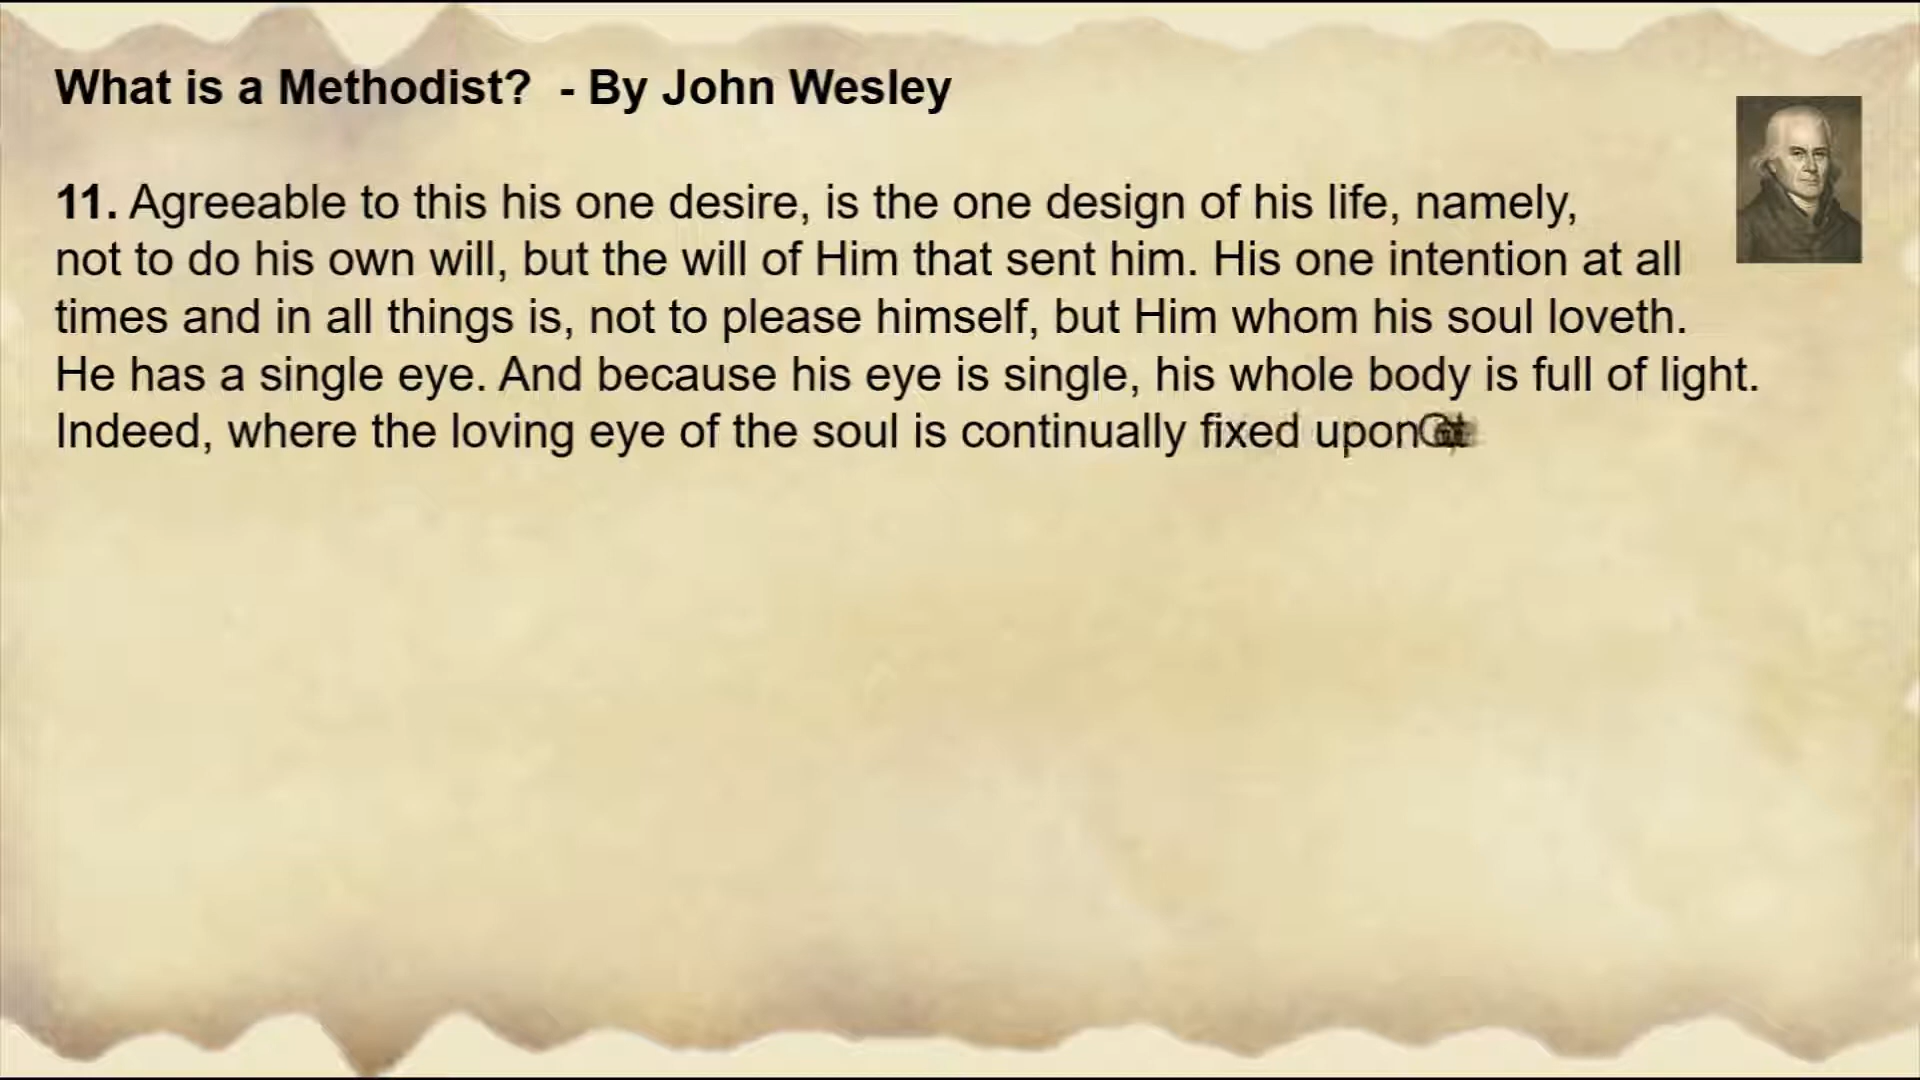 What is a Methodist?  - By John Wesley
11. Agreeable to this his one desire, is the one design of his life, namely,
not to do his own will, but the will of Him that sent him. His one intention at all
times and in all things is, not to please himself, but Him whom his soul loveth.
He has a single eye. And because his eye is single, his whole body is full of light.
Indeed, where the loving eye of the soul is continually fixed upon